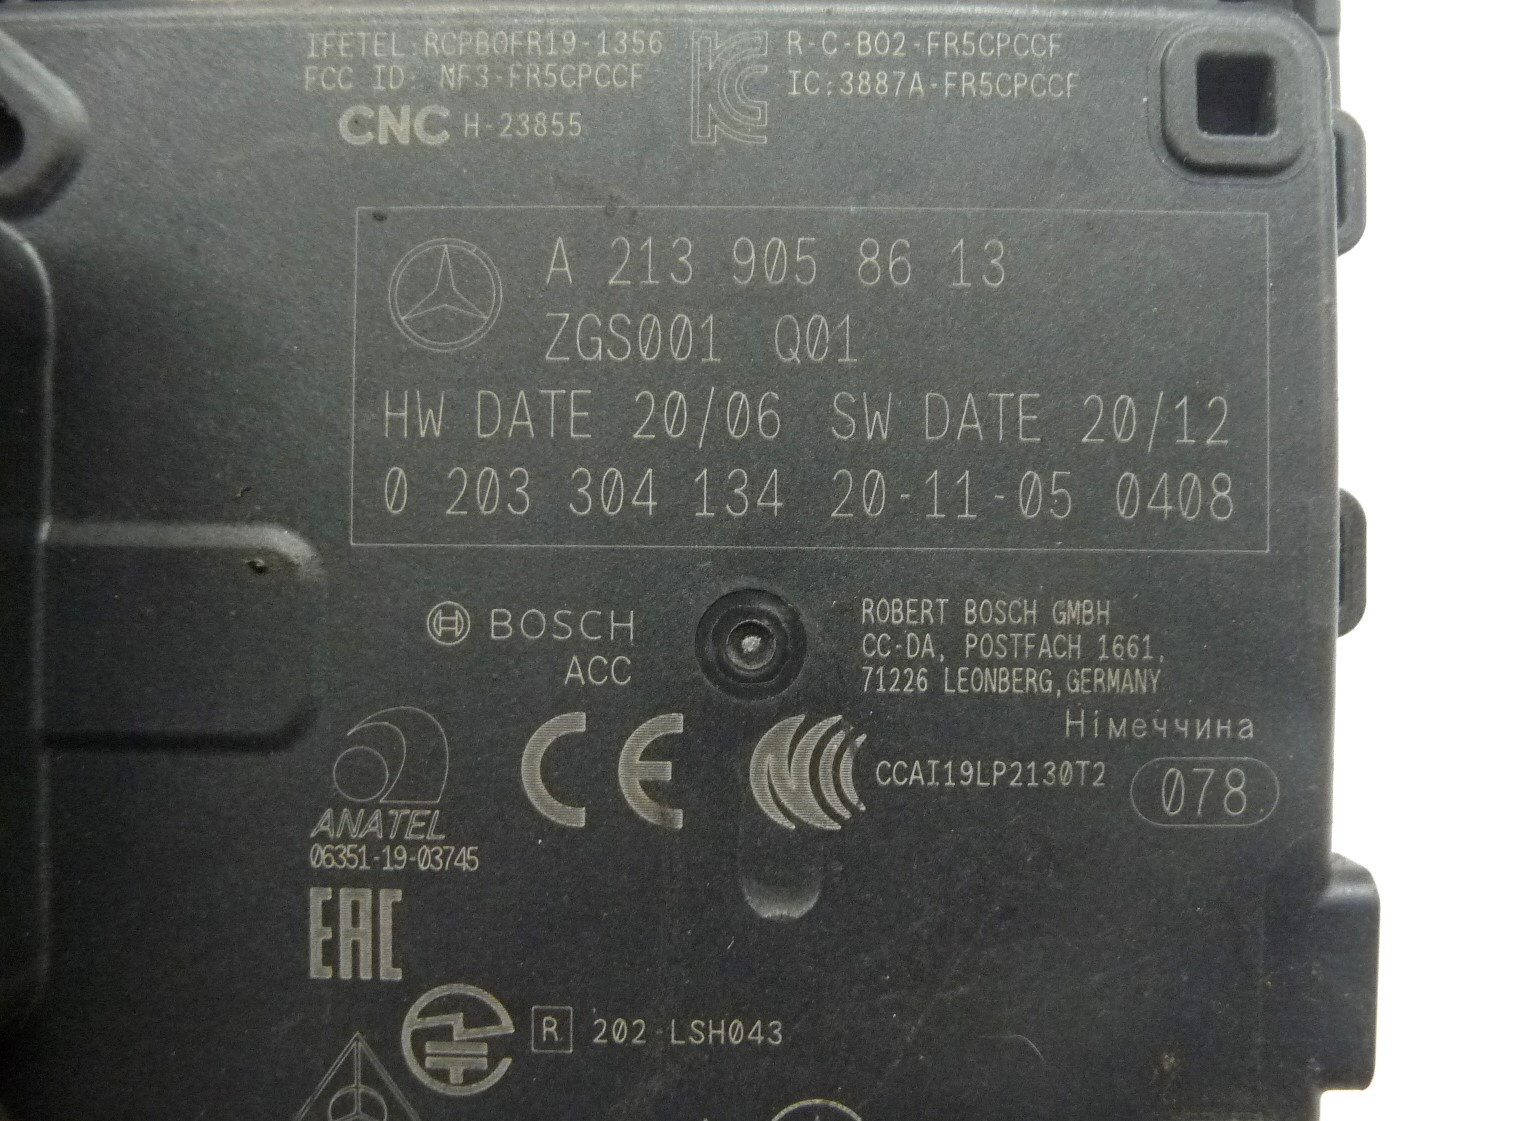 IFETEL: RCPBOFR19-1356
FCC ID: NF3-FR5CPCCF
CNC H-23855
R-C-BO2-FR5CPCCF
IC:3887A-FR5CPCCF
A 213 905 86 13
ZGS001 Q01
HW DATE 20/06 SW DATE 20/12
0 203 304 134 20-11-05 0408
BOSCH
ACC
ROBERT BOSCH GMBH
CC-DA, POSTFACH 1661,
71226 LEONBERG,GERMANY
Німеччина
CE
CCAI19LP2130T2
078
ANATEL
06351-19-03745
EAC
R 202-LSH043